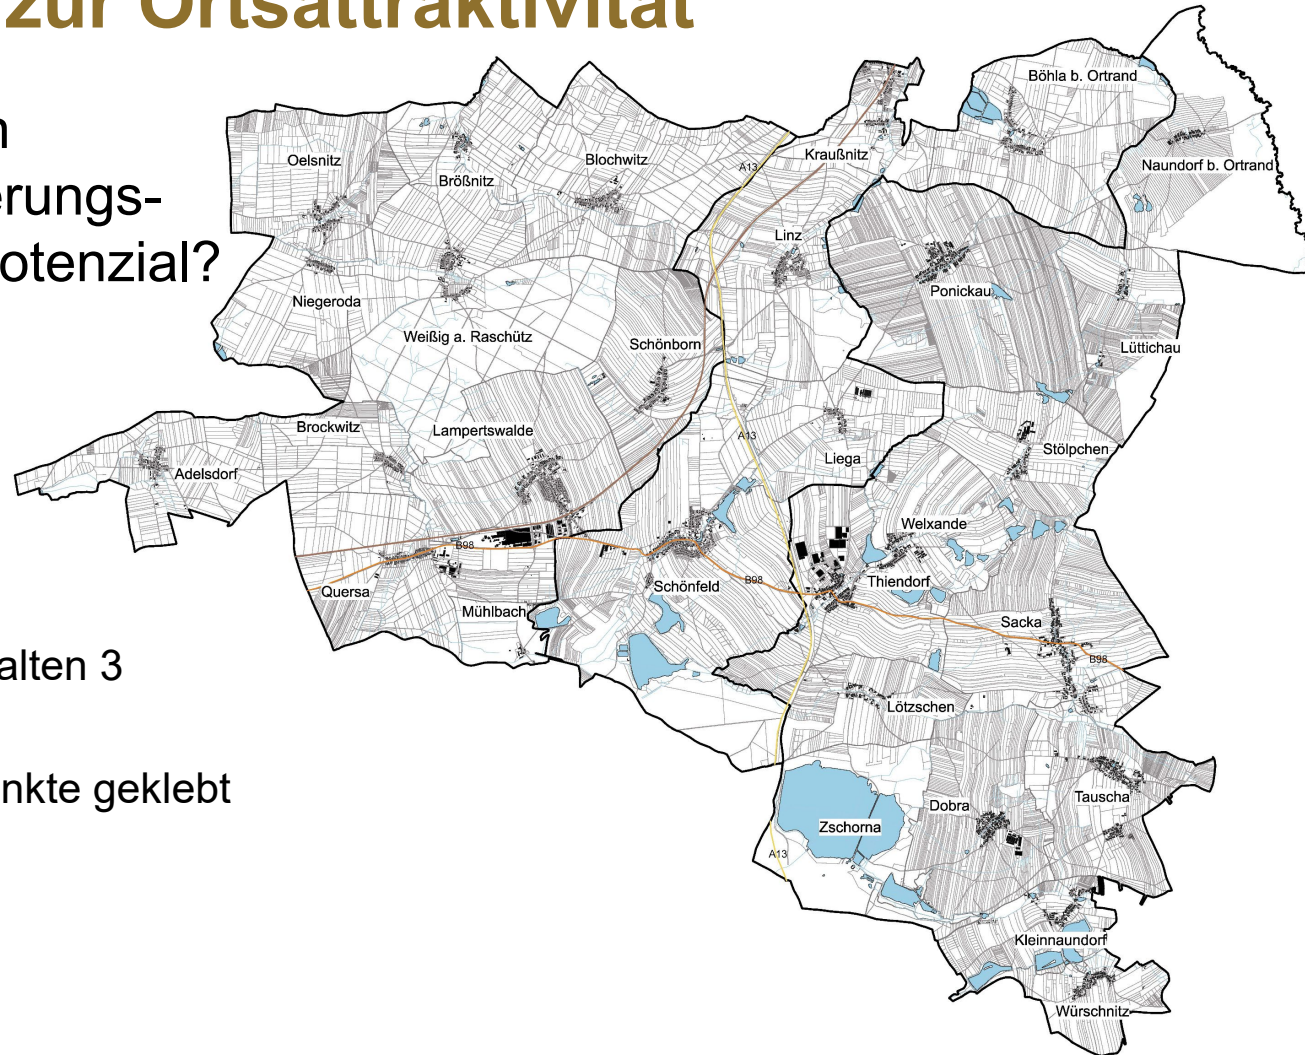 zur Ortsattraktivität
erungs-
otenzial?
alten 3
nkte geklebt
Böhla b. Ortrand
Naundorf b. Ortrand
Kraußnitz
A13
Oelsnitz
Blochwitz
Brößnitz
Linz
Ponickau
Niegeroda
Weißig a. Raschütz
Schönborn
Lüttichau
Brockwitz
Lampertswalde
A13
Stölpchen
Liega
Adelsdorf
Welxande
B98
B98
Thiendorf
Schönfeld
Quersa
Mühlbach
Sacka
B98
Lötzschen
Tauscha
Dobra
Zschorna
A13
Kleinnaundorf
Würschnitz